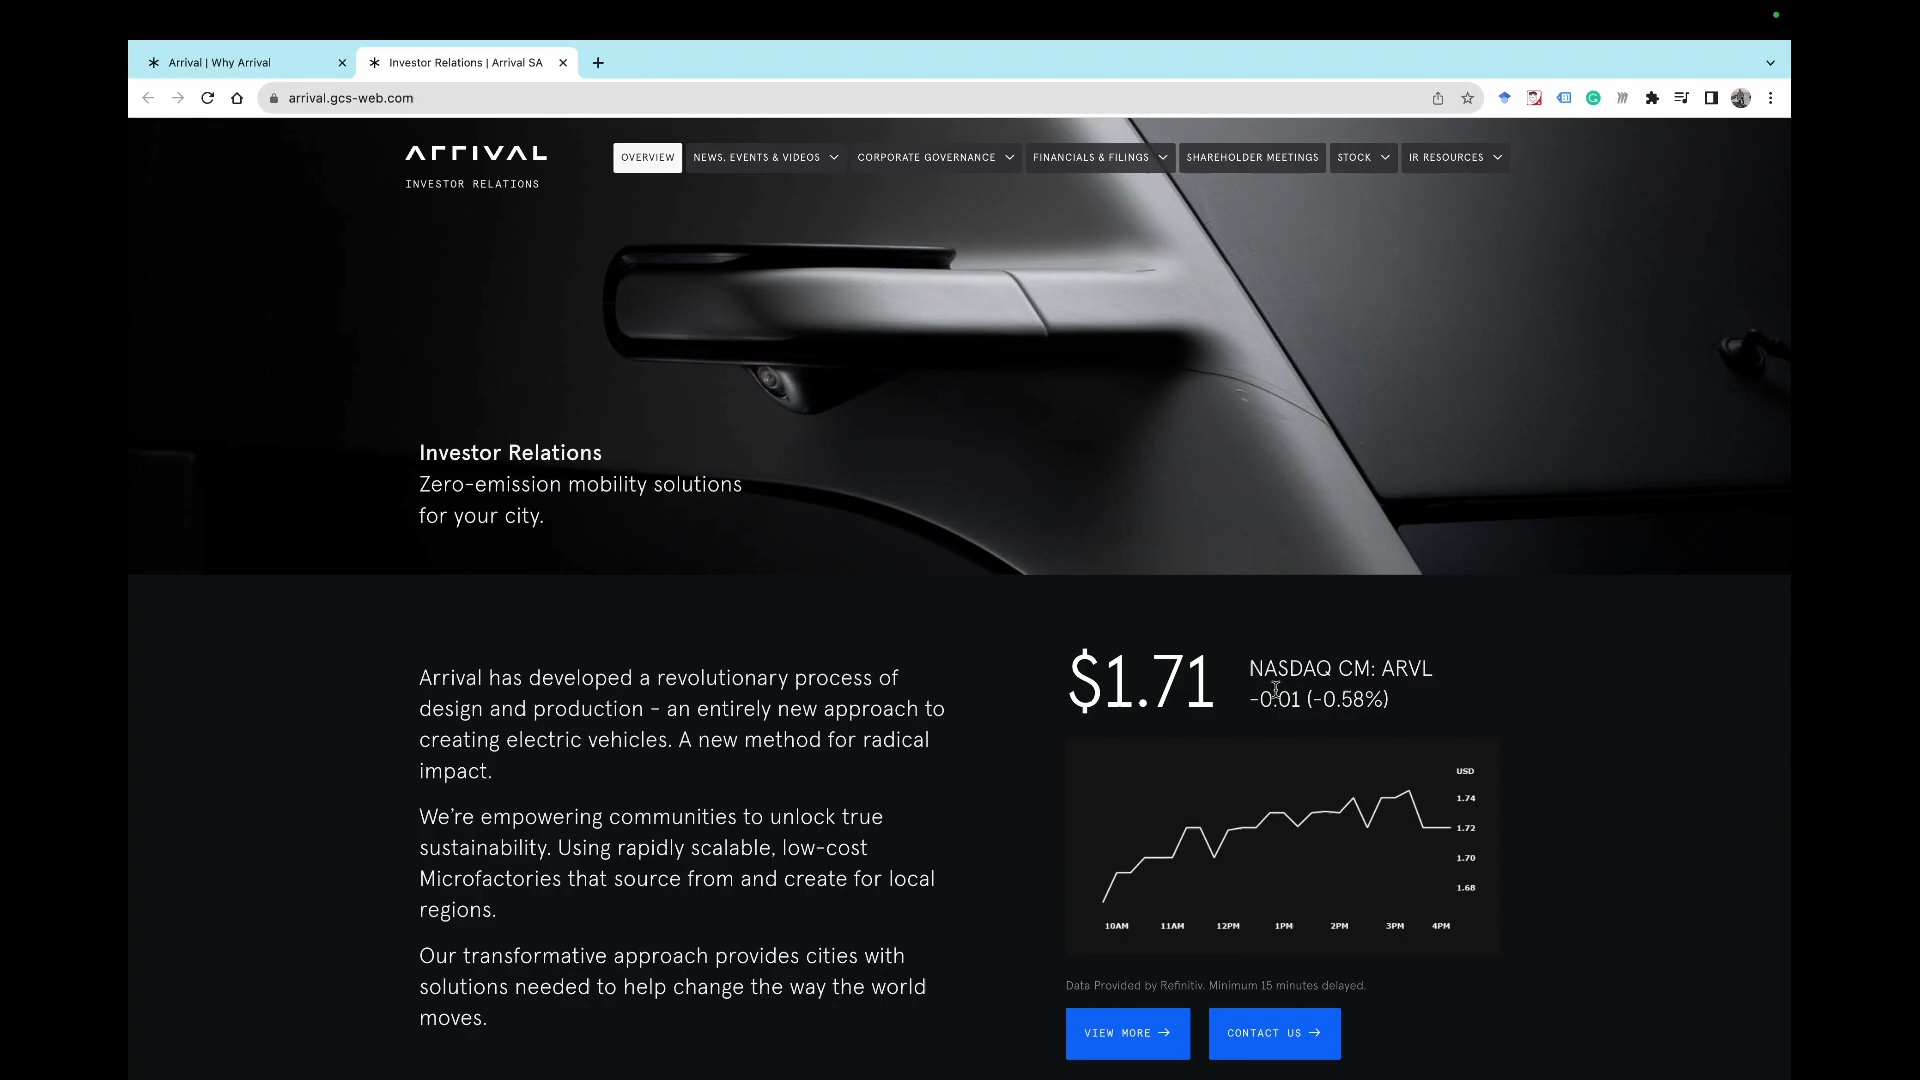 Arrival | Why Arrival
Investor Relations | Arrival SA
arrival.gcs-web.com
ARRIVAL
INVESTOR RELATIONS
OVERVIEW
NEWS, EVENTS & VIDEOS
CORPORATE GOVERNANCE
FINANCIALS & FILINGS
SHAREHOLDER MEETINGS
STOCK
IR RESOURCES
Investor Relations
Zero-emission mobility solutions
for your city.
Arrival has developed a revolutionary process of
design and production - an entirely new approach to
creating electric vehicles. A new method for radical
impact.
We’re empowering communities to unlock true
sustainability. Using rapidly scalable, low-cost
Microfactories that source from and create for local
regions.
Our transformative approach provides cities with
solutions needed to help change the way the world
moves.
$1.71
NASDAQ CM: ARVL
-0.01 (-0.58%)
USD
1.74
1.72
1.70
1.68
10AM 11AM 12PM 1PM 2PM 3PM 4PM
Data Provided by Refinitiv. Minimum 15 minutes delayed.
VIEW MORE →
CONTACT US →